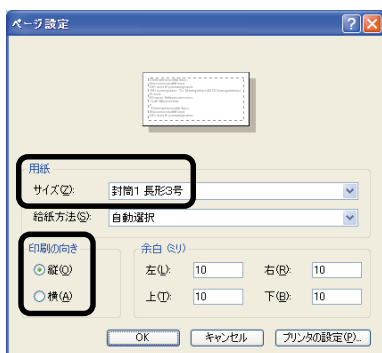 ページ設定
用紙
サイズ(Z): 封筒1 長形3号
給紙方法(S): 自動選択
印刷の向き
縦(O)
横(A)
余白 (ミリ)
左(L): 10 右(R): 10
上(T): 10 下(B): 10
OK キャンセル プリンタの設定(P)...